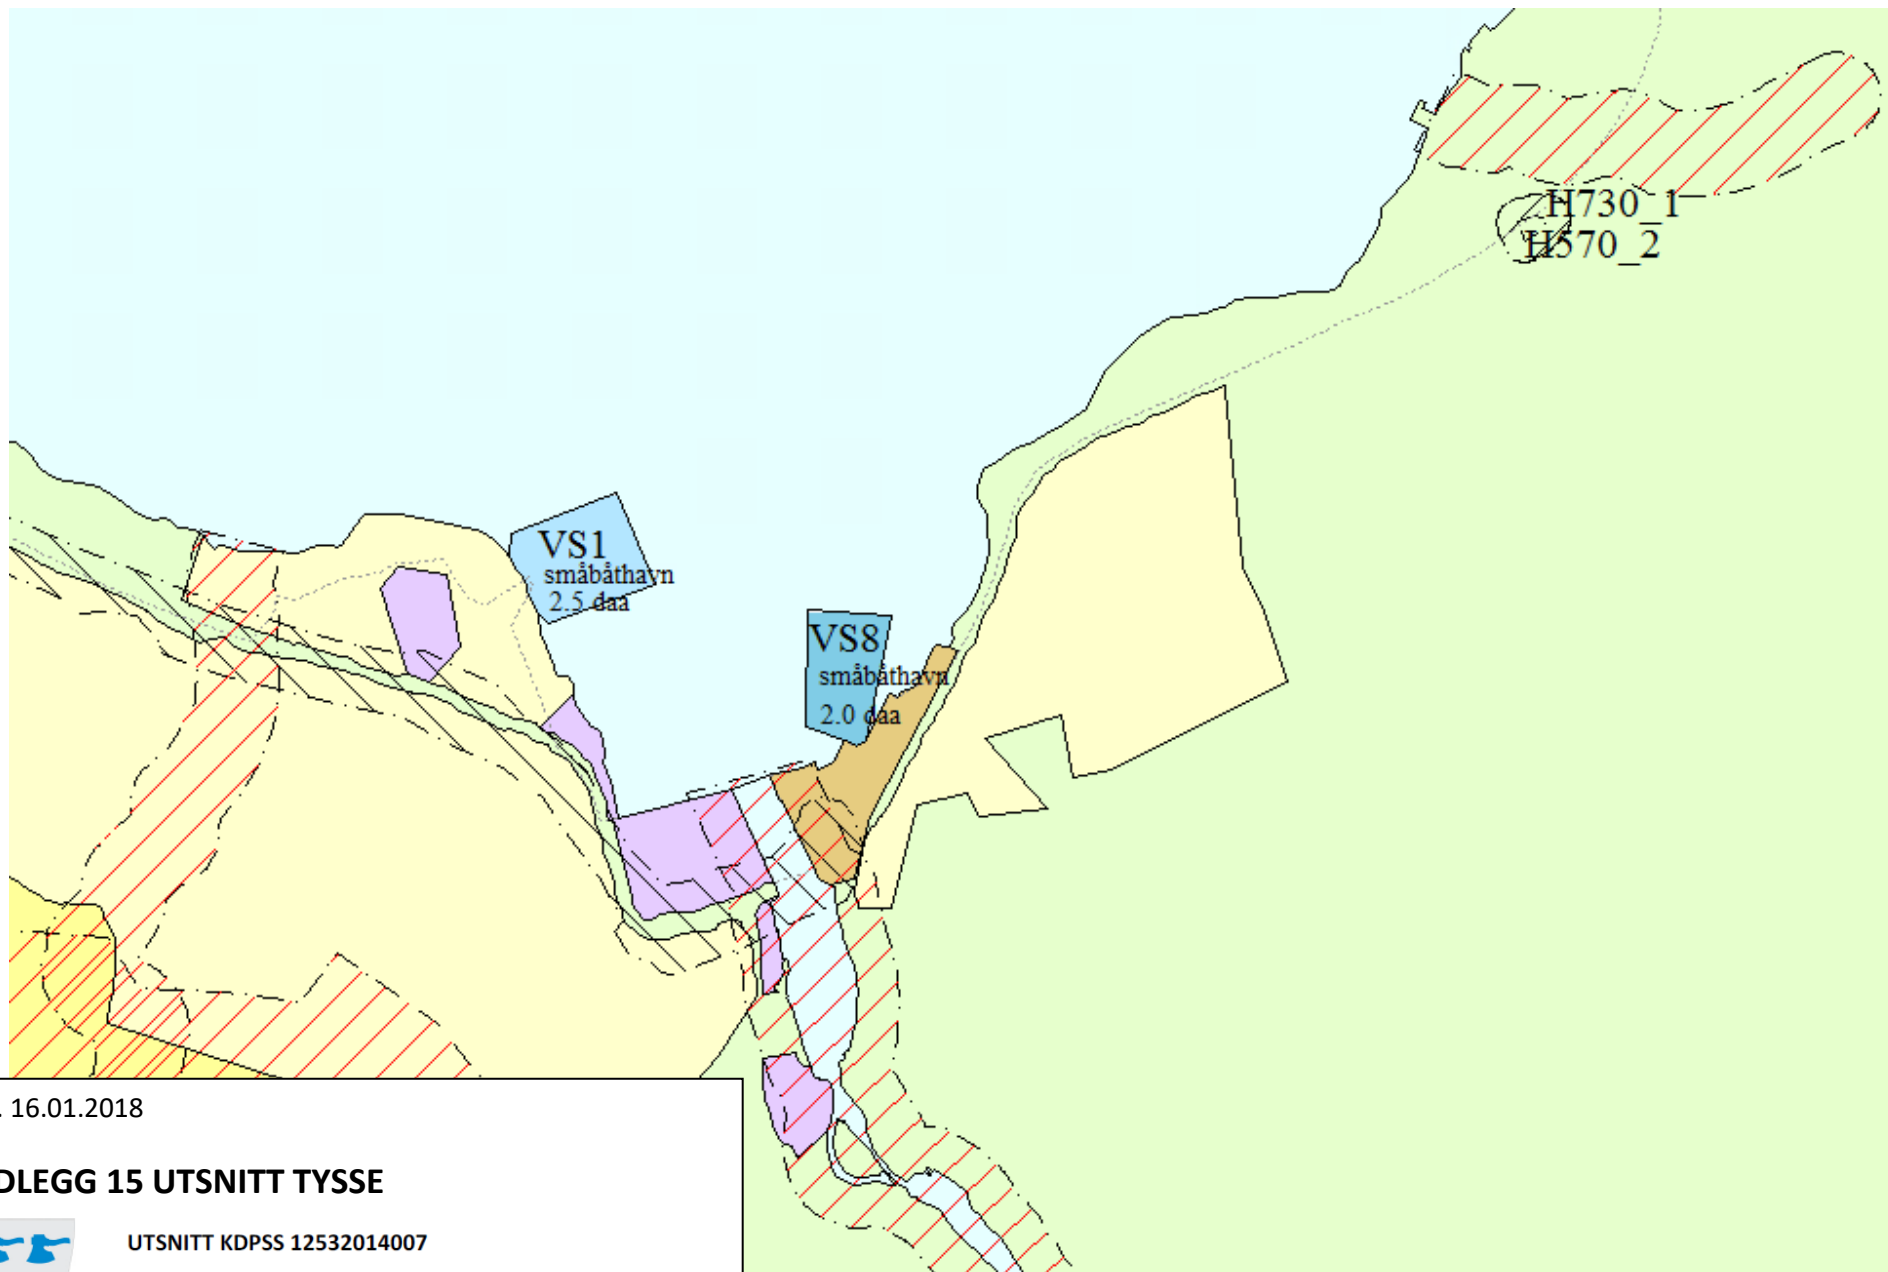 H730_1
H570_2
VS1
småbåthavn
2.5 daa
VS8
småbåthavn
2.0 daa
. 16.01.2018
DLEGG 15 UTSNITT TYSSE
UTSNITT KDPSS 12532014007